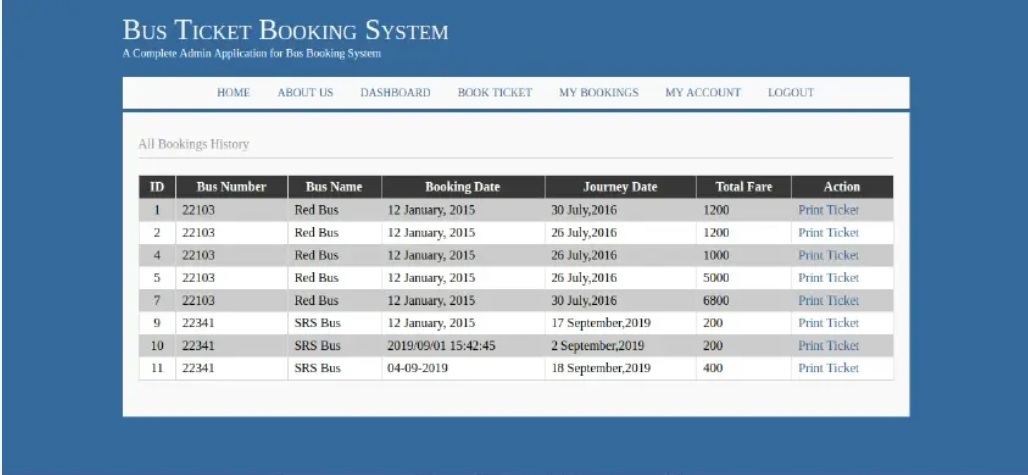 BUS TICKET BOOKING SYSTEM
A Complete Admin Application for Bus Booking System
HOME ABOUT US DASHBOARD BOOK TICKET MY BOOKINGS MY ACCOUNT LOGOUT
All Bookings History
ID Bus Number Bus Name Booking Date Journey Date Total Fare Action
1 22103 Red Bus 12 January, 2015 30 July,2016 1200 Print Ticket
2 22103 Red Bus 12 January, 2015 26 July,2016 1200 Print Ticket
4 22103 Red Bus 12 January, 2015 26 July,2016 1000 Print Ticket
5 22103 Red Bus 12 January, 2015 26 July,2016 5000 Print Ticket
7 22103 Red Bus 12 January, 2015 30 July,2016 6800 Print Ticket
9 22341 SRS Bus 12 January, 2015 17 September,2019 200 Print Ticket
10 22341 SRS Bus 2019/09/01 15:42:45 2 September,2019 200 Print Ticket
11 22341 SRS Bus 04-09-2019 18 September,2019 400 Print Ticket